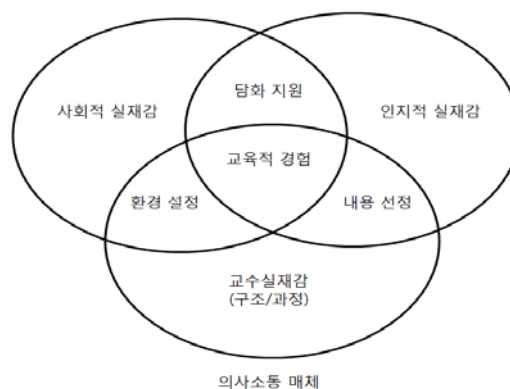 담화 지원
사회적 실재감
인지적 실재감
교육적 경험
환경 설정
내용 선정
교수실재감
(구조/과정)
의사소통 매체